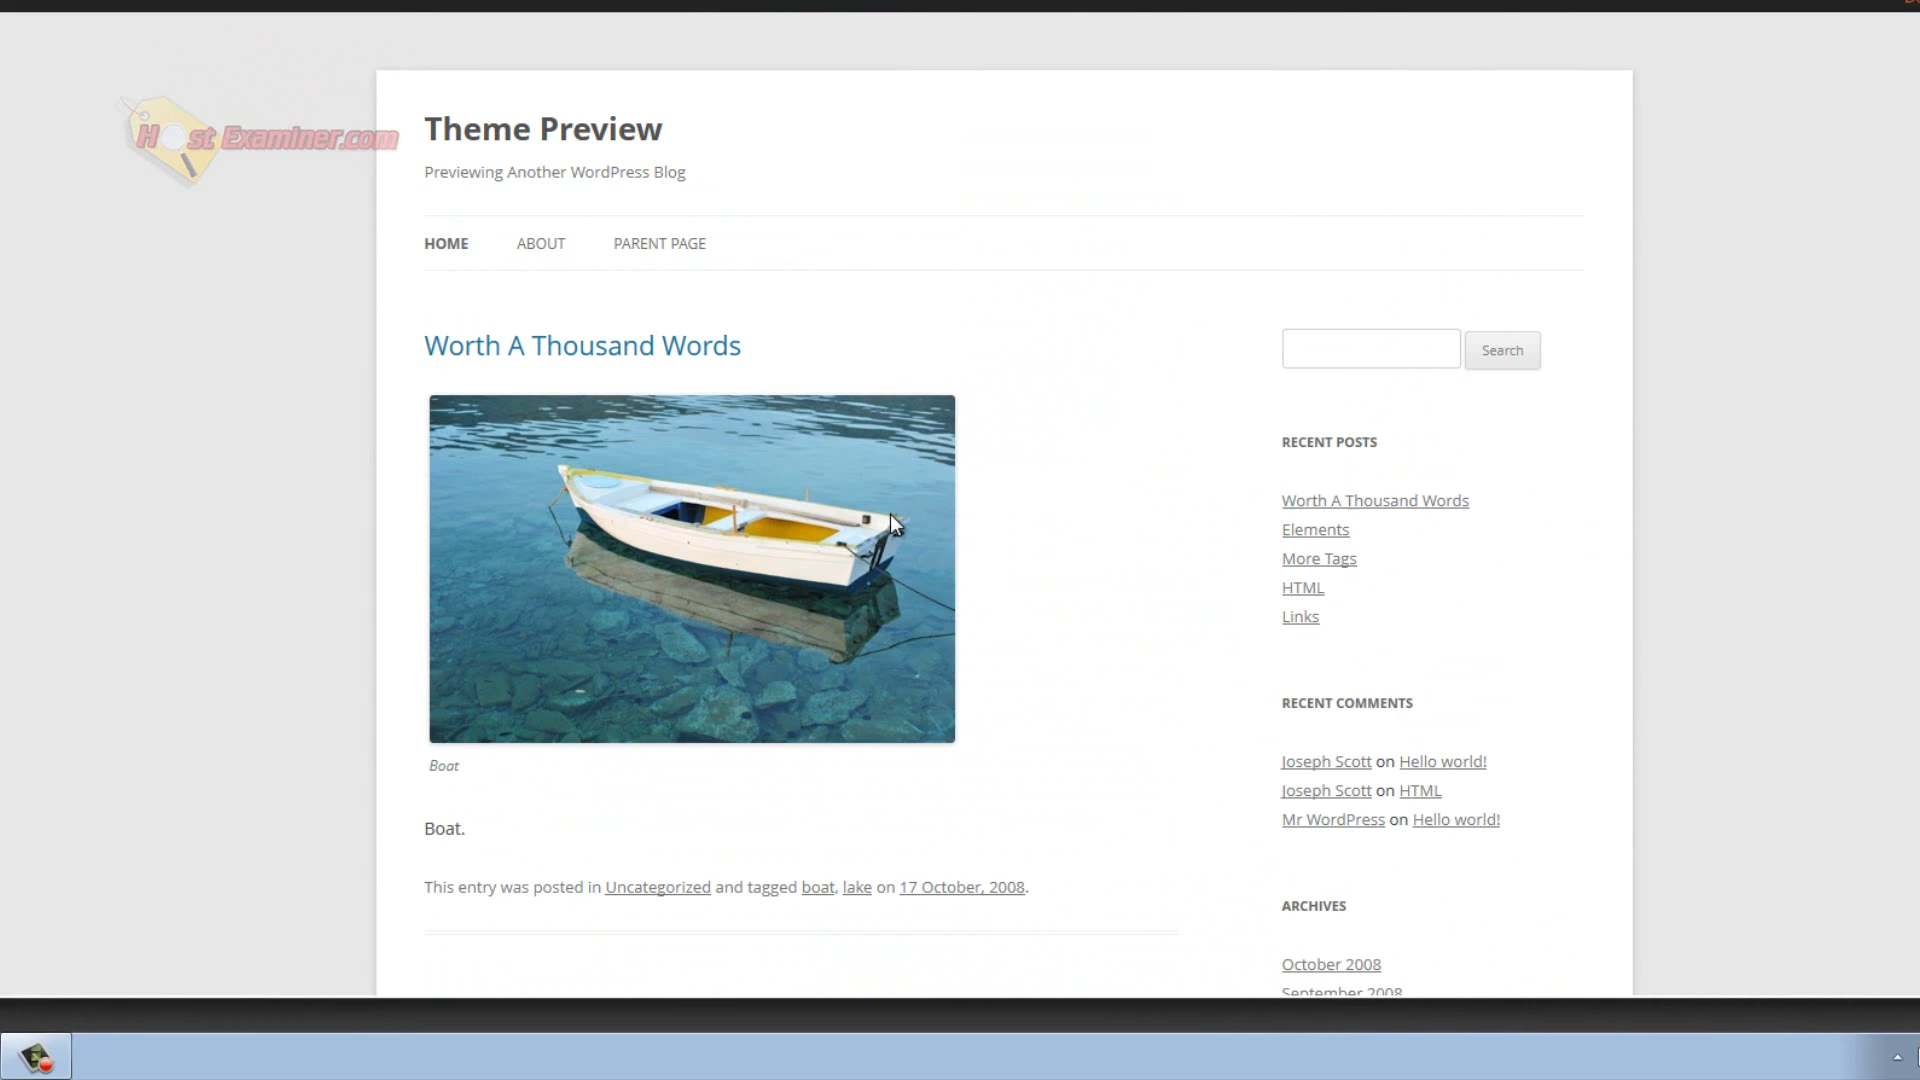 Host Examiner.com
Theme Preview
Previewing Another WordPress Blog
HOME ABOUT PARENT PAGE
Worth A Thousand Words
Boat
Boat.
This entry was posted in Uncategorized and tagged boat, lake on 17 October, 2008.
Search
RECENT POSTS
Worth A Thousand Words
Elements
More Tags
HTML
Links
RECENT COMMENTS
Joseph Scott on Hello world!
Joseph Scott on HTML
Mr WordPress on Hello world!
ARCHIVES
October 2008
September 2008